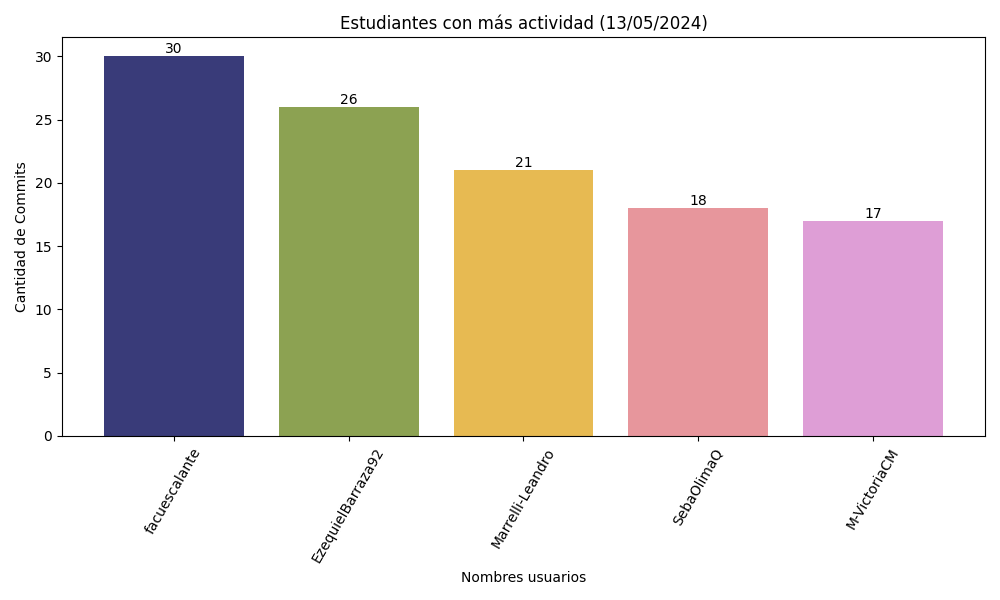 Estudiantes con más actividad (13/05/2024)
Cantidad de Commits
30
25
20
15
10
5
0
30
26
21
18
17
facuescalante
EzequielBarraza92
Marrelli-Leandro
SebaOlimaQ
M-VictoriaCM
Nombres usuarios